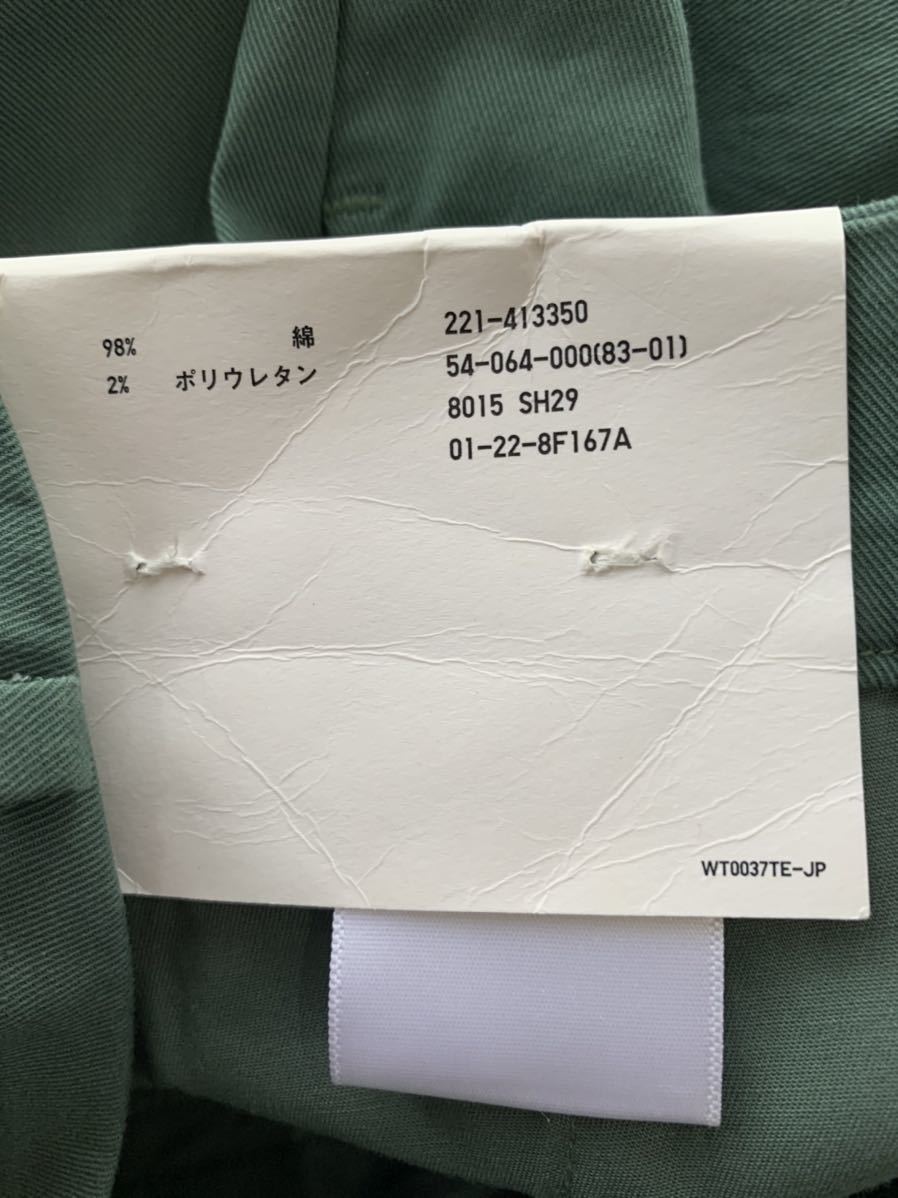 98% 綿
2% ポリウレタン
221-413350
54-064-000(83-01)
8015 SH29
01-22-8F167A
WT0037TE-JP